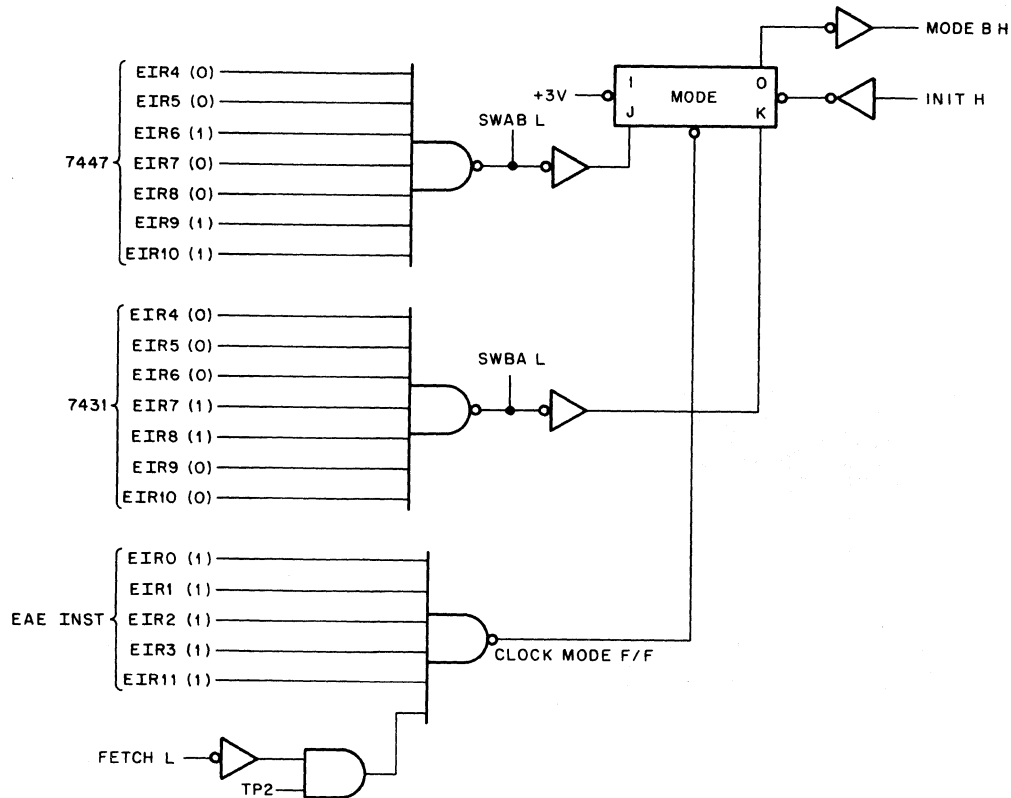 MODE B H
EIR4 (0)
EIR5 (0)
EIR6 (1)
7447
EIR7 (0)
EIR8 (0)
EIR9 (1)
EIR10 (1)
SWAB L
+3V
1
0
MODE
J
K
INIT H
EIR4 (0)
EIR5 (0)
EIR6 (0)
7431
EIR7 (1)
EIR8 (1)
EIR9 (0)
EIR10 (0)
SWBA L
EIR0 (1)
EIR1 (1)
EAE INST
EIR2 (1)
EIR3 (1)
EIR11 (1)
CLOCK MODE F/F
FETCH L
TP2